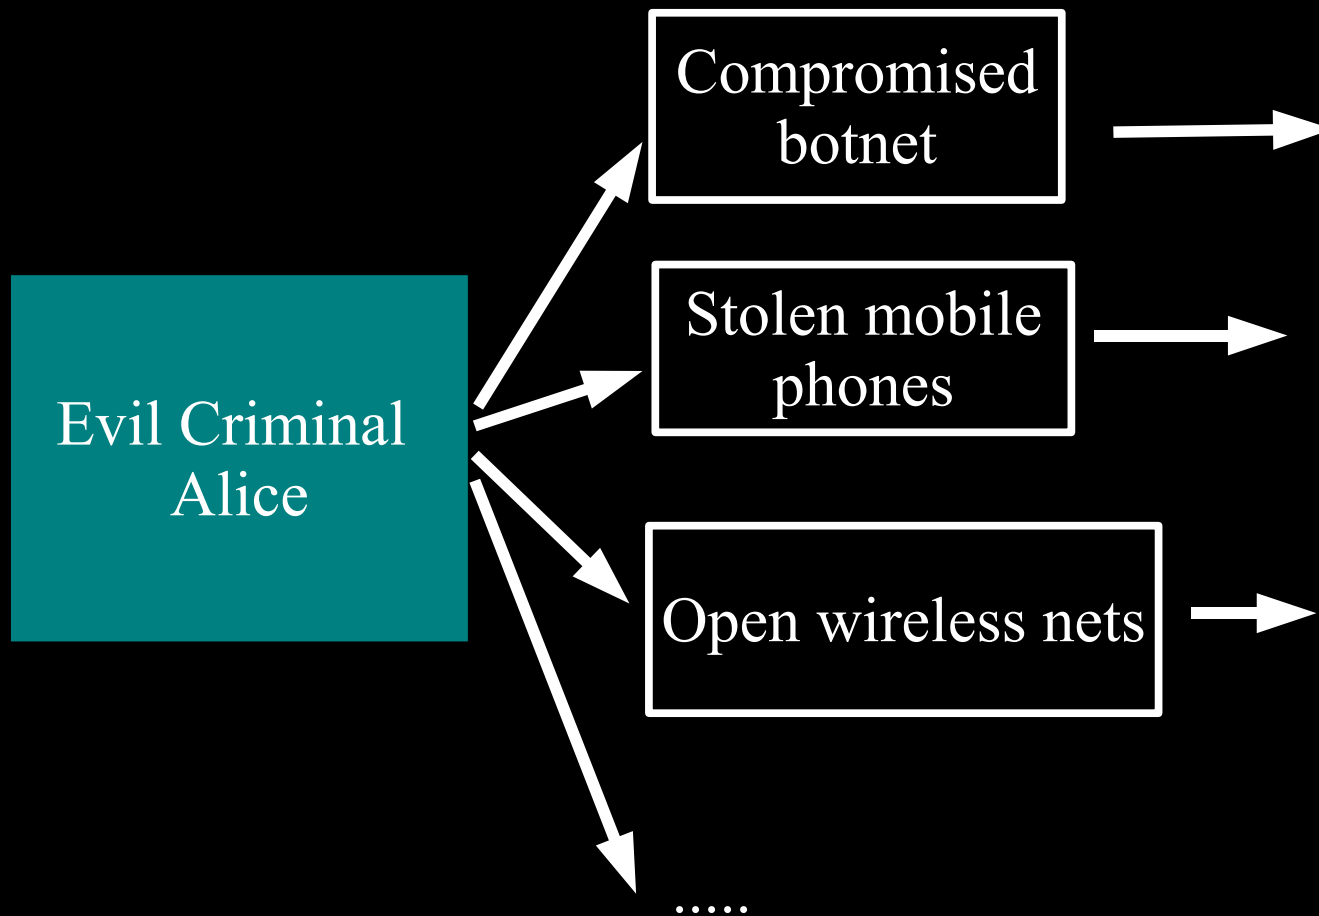 Compromised
botnet
Stolen mobile
phones
Evil Criminal
Alice
Open wireless nets
.....